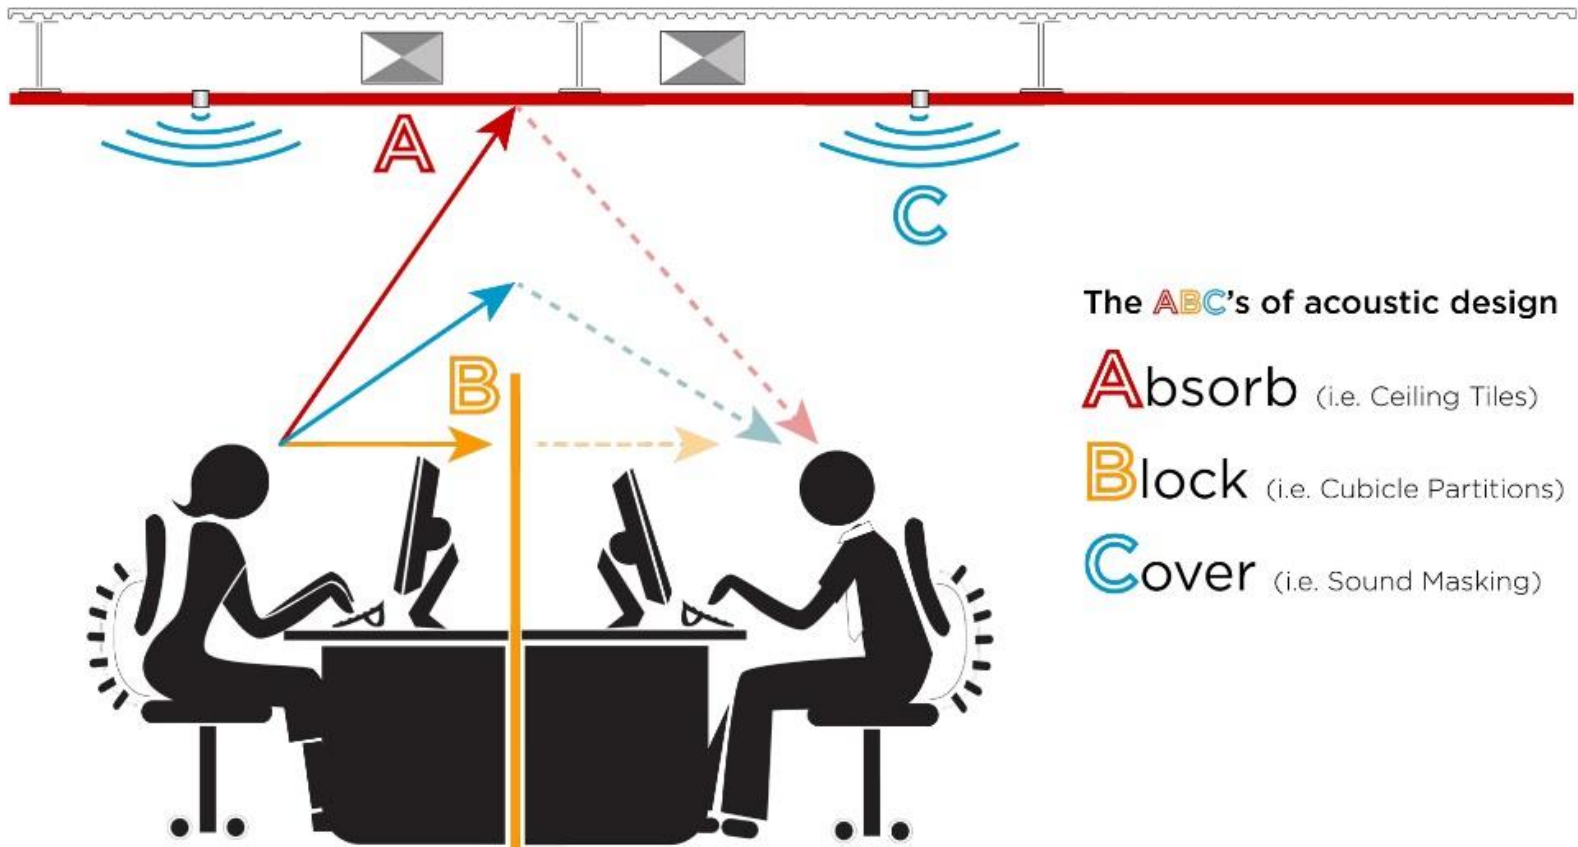 A
C
B
The ABC's of acoustic design
Absorb (i.e. Ceiling Tiles)
Block (i.e. Cubicle Partitions)
Cover (i.e. Sound Masking)